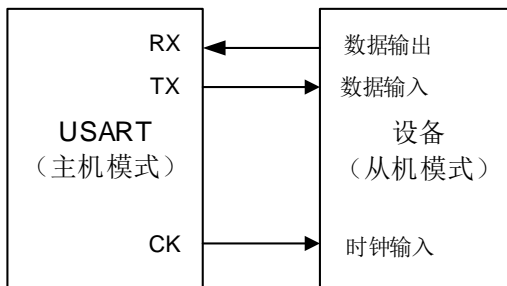 RX
数据输出
TX
数据输入
USART
（主机模式）
设备
（从机模式）
CK
时钟输入